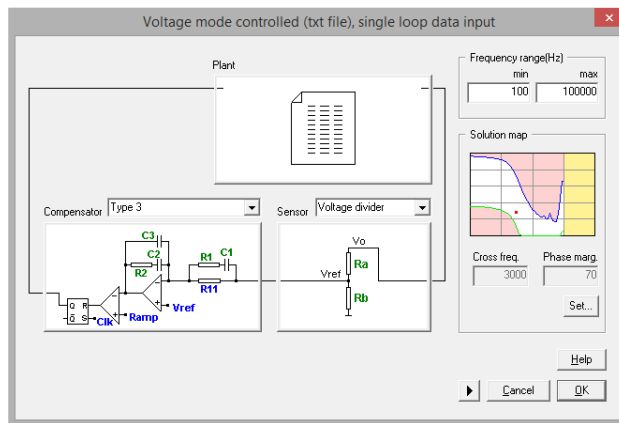 Voltage mode controlled (txt file), single loop data input
x
Plant
Frequency range(Hz)
min max
100 100000
Solution map
Compensator Type 3
Sensor Voltage divider
C3
C2
R2
R1 C1
R11
Vref
Q R
Q S
Clk
Ramp
Vo
Ra
Vref
Rb
Cross freq. Phase marg.
3000 70
Set...
Help
Cancel OK